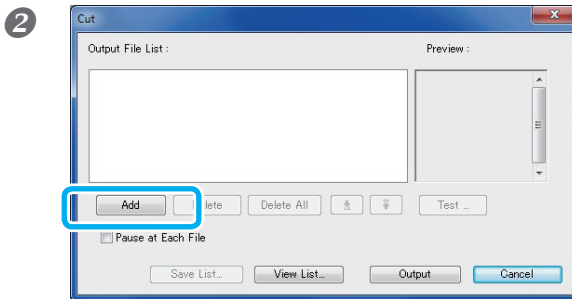 2
Cut
Output File List : Preview :
Add Delete Delete All Test ...
Pause at Each File
Save List... View List... Output Cancel